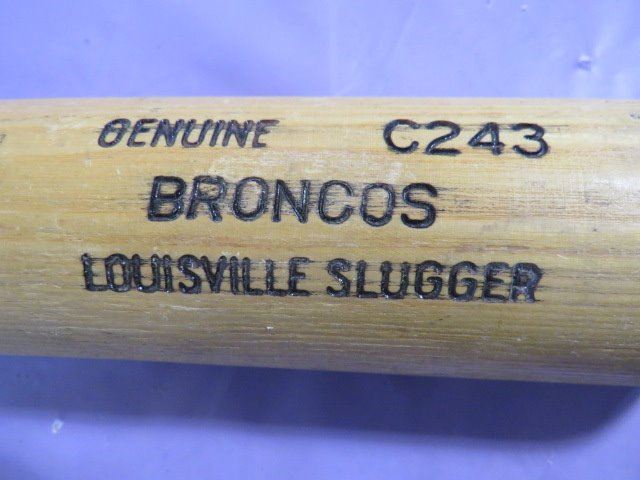 GENUINE C243
BRONCOS
LOUISVILLE SLUGGER